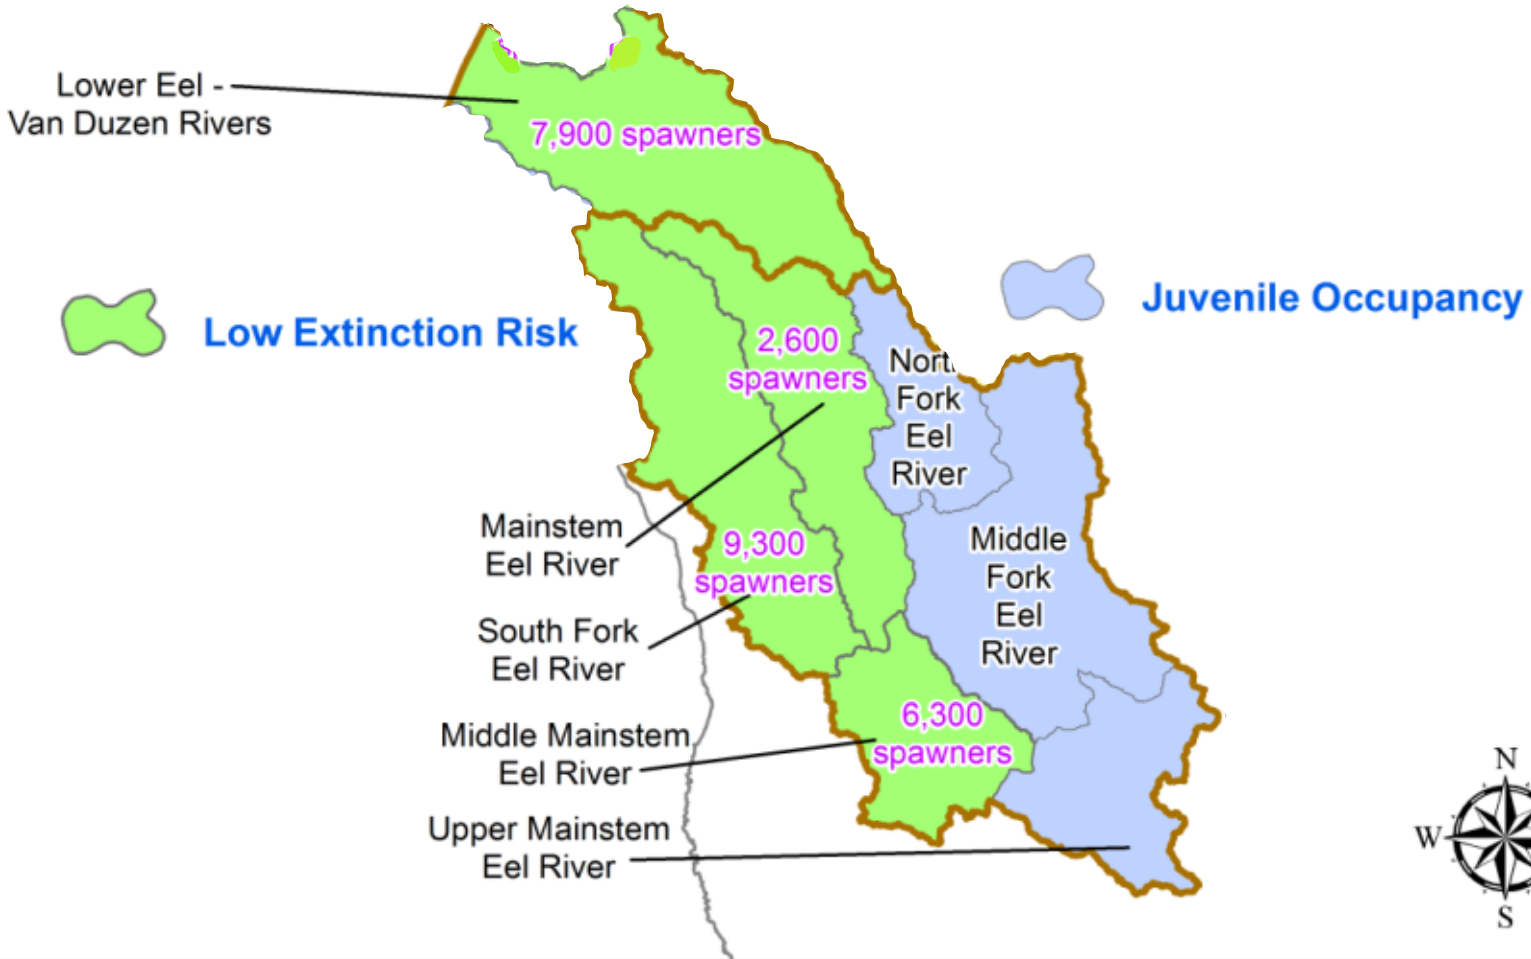 Lower Eel -
Van Duzen Rivers
7,900 spawners
Low Extinction Risk
Juvenile Occupancy
2,600
spawners
Nort
Fork
Eel
River
Mainstem
Eel River
9,300
spawners
Middle
Fork
Eel
River
South Fork
Eel River
6,300
spawners
Middle Mainstem
Eel River
Upper Mainstem
Eel River
N
W
S